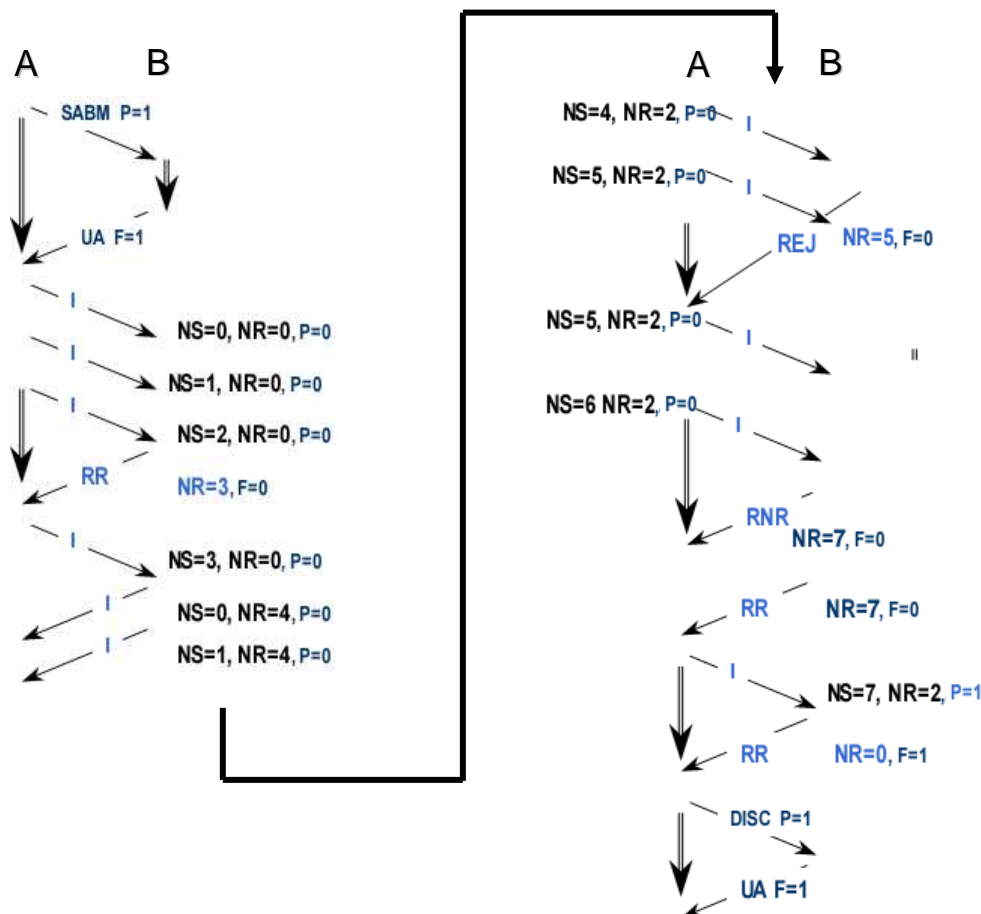 A B
SABM P=1
UA F=1
I
NS=0, NR=0, P=0
I
NS=1, NR=0, P=0
I
NS=2, NR=0, P=0
RR NR=3, F=0
I
NS=3, NR=0, P=0
I NS=0, NR=4, P=0
I NS=1, NR=4, P=0
A B
NS=4, NR=2, P=0 I
NS=5, NR=2, P=0 I
REJ NR=5, F=0
NS=5, NR=2, P=0 I
NS=6 NR=2, P=0 I
RNR
NR=7, F=0
RR NR=7, F=0
I
NS=7, NR=2, P=1
RR NR=0, F=1
DISC P=1
UA F=1